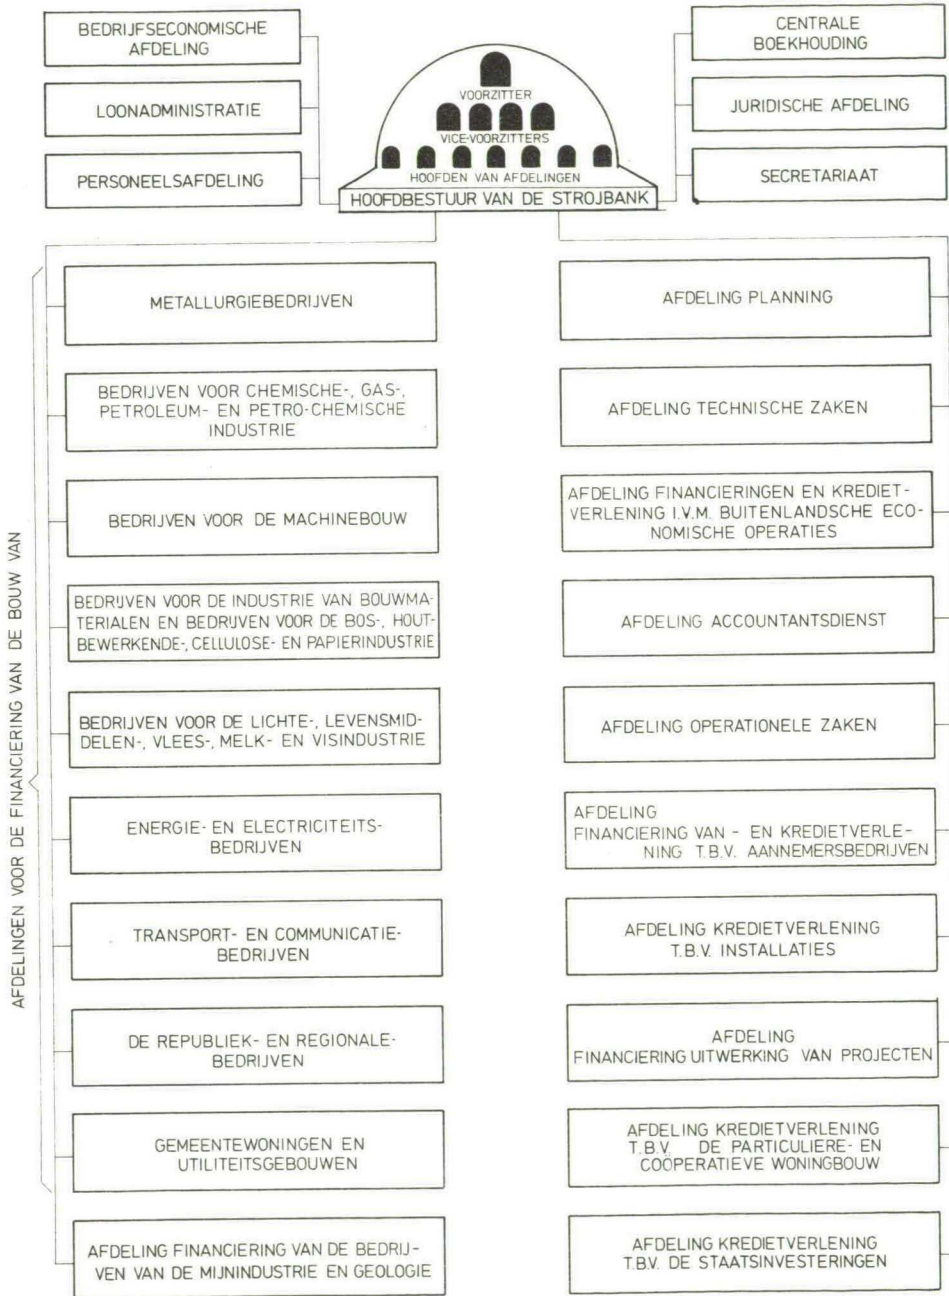 BEDRIJFSECONOMISCHE
AFDELING
LOONADMINISTRATIE
PERSONEELSAFDELING
VOORZITTER
VICE-VOORZITTERS
HOOFDEN VAN AFDELINGEN
HOOFDBESTUUR VAN DE STROJBANK
CENTRALE
BOEKHOUDING
JURIDISCHE AFDELING
SECRETARIAAT
AFDELINGEN VOOR DE FINANCIERING VAN DE BOUW VAN
METALLURGIEBEDRIJVEN
BEDRIJVEN VOOR CHEMISCHE-, GAS-,
PETROLEUM- EN PETRO-CHEMISCHE
INDUSTRIE
BEDRIJVEN VOOR DE MACHINEBOUW
BEDRIJVEN VOOR DE INDUSTRIE VAN BOUWMA-
TERIALEN EN BEDRIJVEN VOOR DE BOS-, HOUT-
BEWERKENDE-, CELLULOSE- EN PAPIERINDUSTRIE
BEDRIJVEN VOOR DE LICHTE-, LEVENSMID-
DELEN-, VLEES-, MELK- EN VISINDUSTRIE
ENERGIE- EN ELECTRICITEITS-
BEDRIJVEN
TRANSPORT- EN COMMUNICATIE-
BEDRIJVEN
DE REPUBLIEK- EN REGIONALE-
BEDRIJVEN
GEMEENTEWONINGEN EN
UTILITEITSGEBOUWEN
AFDELING FINANCIERING VAN DE BEDRIJ-
VEN VAN DE MIJNINDUSTRIE EN GEOLOGIE
AFDELING PLANNING
AFDELING TECHNISCHE ZAKEN
AFDELING FINANCIERINGEN EN KREDIET-
VERLENING I.V.M. BUITENLANDSCHE ECO-
NOMISCHE OPERATIES
AFDELING ACCOUNTANTSDIENST
AFDELING OPERATIONELE ZAKEN
AFDELING
FINANCIERING VAN - EN KREDIETVERLE-
NING T.B.V. AANNEMERSBEDRIJVEN
AFDELING KREDIETVERLENING
T.B.V. INSTALLATIES
AFDELING
FINANCIERING UITWERKING VAN PROJECTEN
AFDELING KREDIETVERLENING
T.B.V. DE PARTICULIERE- EN
COÖPERATIEVE WONINGBOUW
AFDELING KREDIETVERLENING
T.B.V. DE STAATSINVESTERINGEN